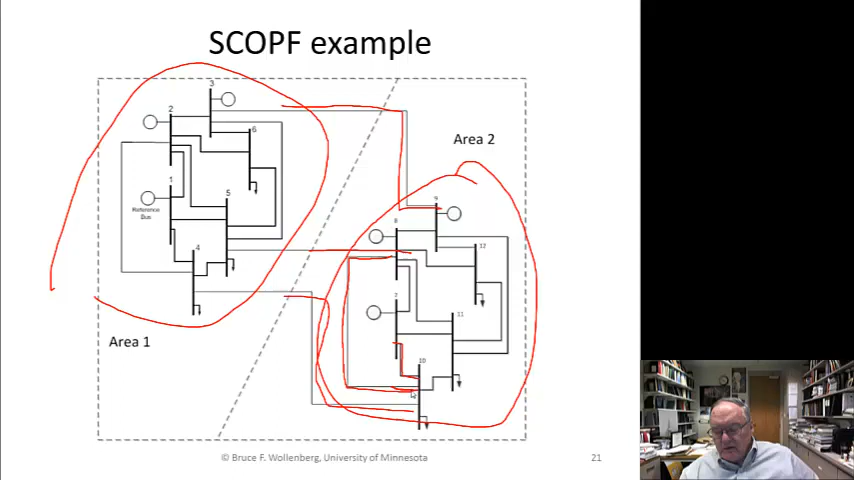 SCOPF example
3
2
6
Area 2
1
Reference
Bus
5
9
8
12
4
7
11
Area 1
10
© Bruce F. Wollenberg, University of Minnesota
21